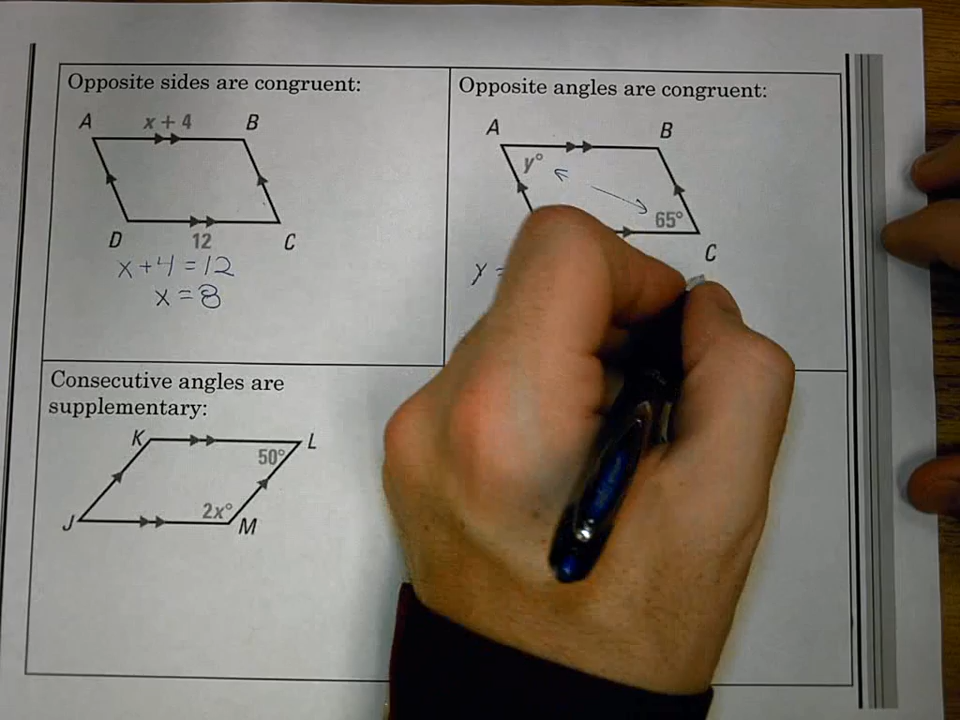 Opposite sides are congruent:
A x + 4 B
D 12 C
x+4=12
x=8
Opposite angles are congruent:
A B
y°
65°
C
y =
Consecutive angles are
supplementary:
K L
50°
2x°
J M